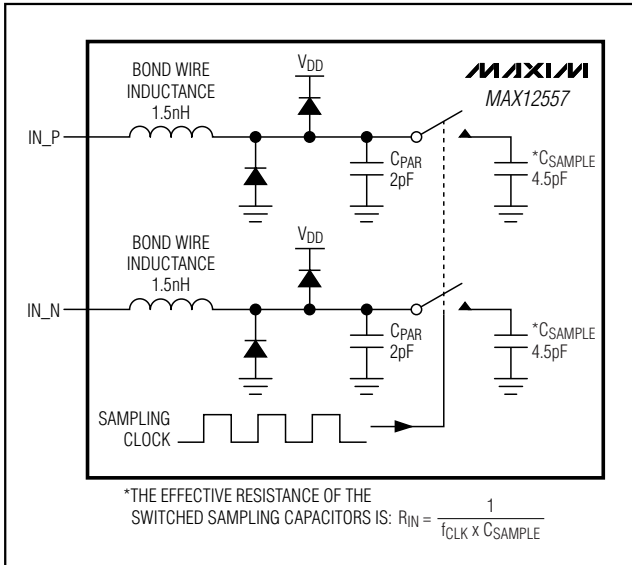 BOND WIRE
INDUCTANCE
1.5nH
VDD
MAXIM
MAX12557
IN_P
CPAR
2pF
*CSAMPLE
4.5pF
BOND WIRE
INDUCTANCE
1.5nH
VDD
IN_N
CPAR
2pF
*CSAMPLE
4.5pF
SAMPLING
CLOCK
*THE EFFECTIVE RESISTANCE OF THE
SWITCHED SAMPLING CAPACITORS IS: RIN = 1
fCLK x CSAMPLE